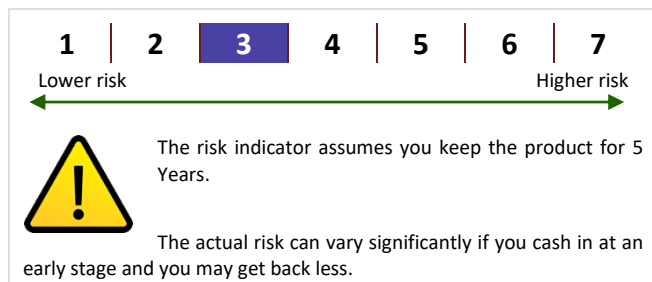 1 2 3 4 5 6 7
Lower risk Higher risk
The risk indicator assumes you keep the product for 5
Years.
The actual risk can vary significantly if you cash in at an
early stage and you may get back less.